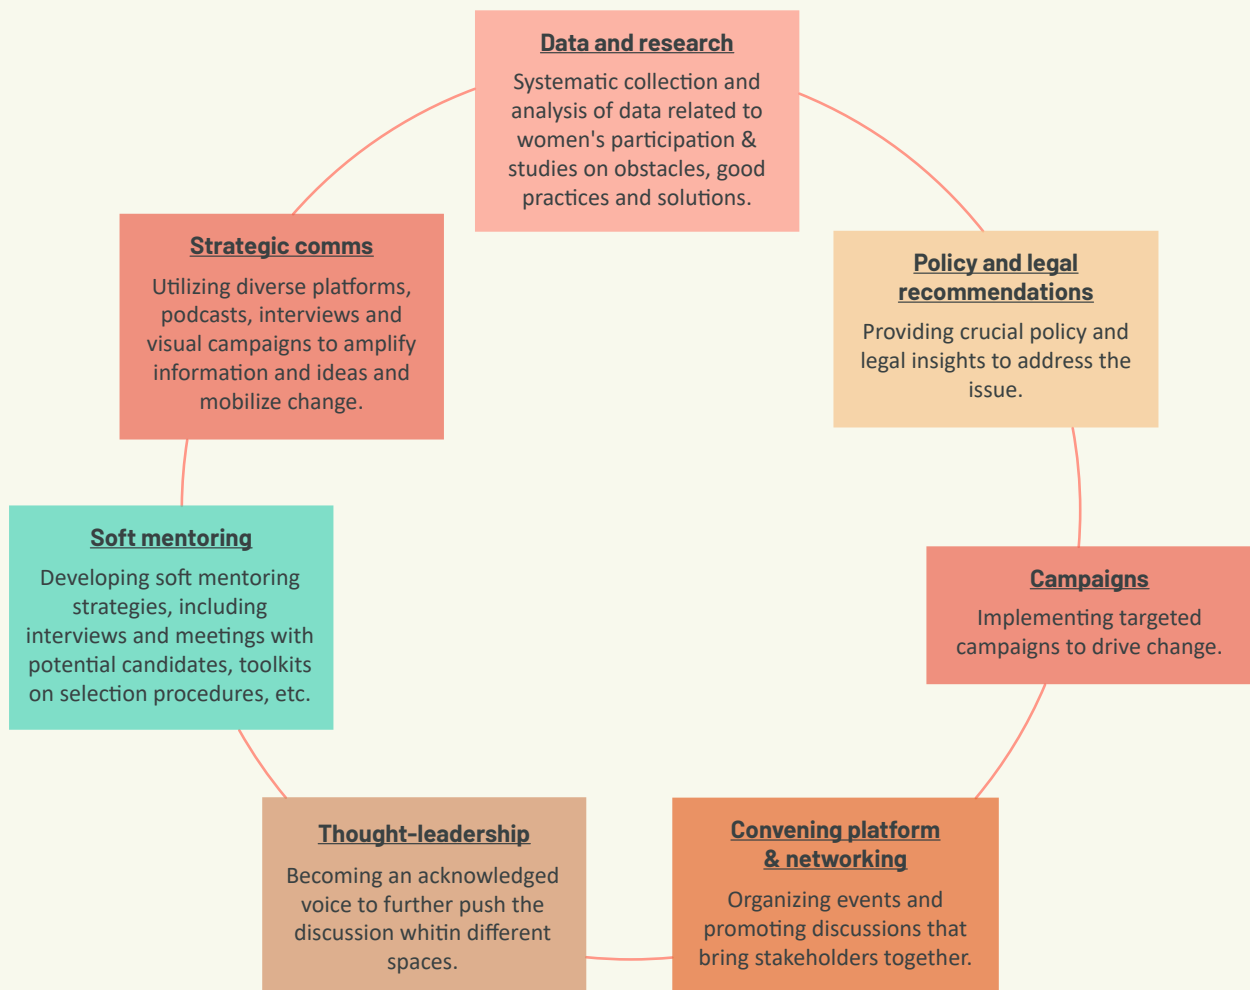 Data and research
Systematic collection and
analysis of data related to
women's participation &
studies on obstacles, good
practices and solutions.
Policy and legal
recommendations
Providing crucial policy and
legal insights to address the
issue.
Campaigns
Implementing targeted
campaigns to drive change.
Convening platform
& networking
Organizing events and
promoting discussions that
bring stakeholders together.
Thought-leadership
Becoming an acknowledged
voice to further push the
discussion whitin different
spaces.
Soft mentoring
Developing soft mentoring
strategies, including
interviews and meetings with
potential candidates, toolkits
on selection procedures, etc.
Strategic comms
Utilizing diverse platforms,
podcasts, interviews and
visual campaigns to amplify
information and ideas and
mobilize change.